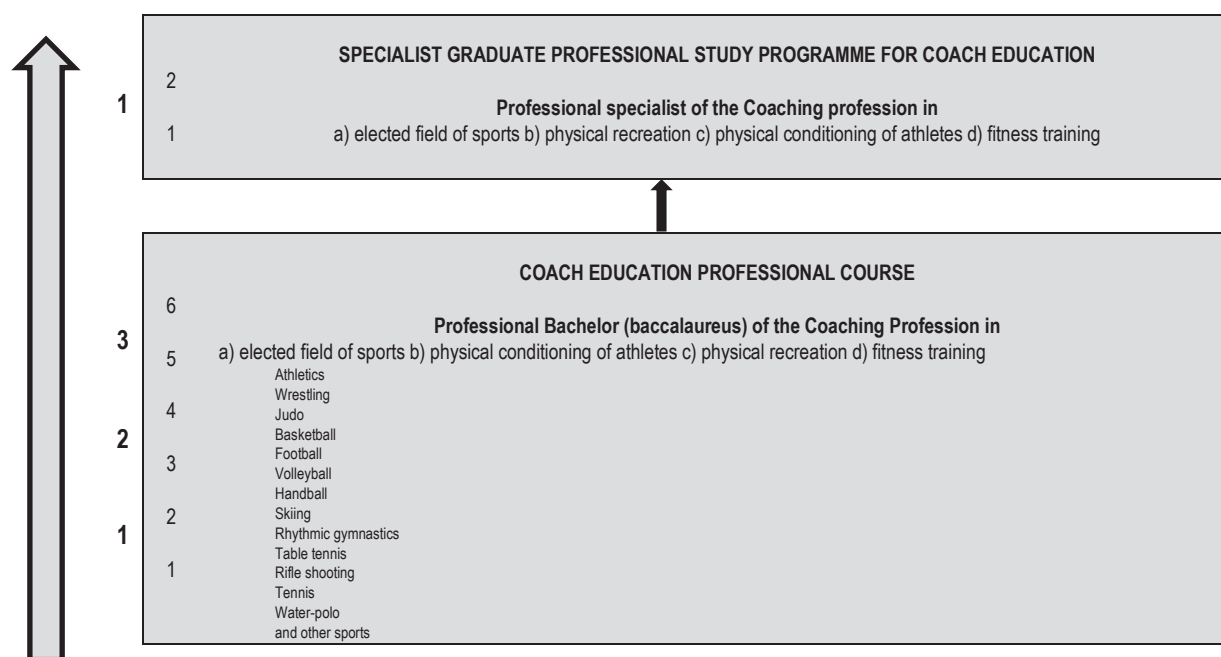 SPECIALIST GRADUATE PROFESSIONAL STUDY PROGRAMME FOR COACH EDUCATION
2
1
Professional specialist of the Coaching profession in
1
a) elected field of sports b) physical recreation c) physical conditioning of athletes d) fitness training
COACH EDUCATION PROFESSIONAL COURSE
6
Professional Bachelor (baccalaureus) of the Coaching Profession in
3
5
a) elected field of sports b) physical conditioning of athletes c) physical recreation d) fitness training
Athletics
Wrestling
4
Judo
2
Basketball
Football
3
Volleyball
Handball
2
Skiing
1
Rhythmic gymnastics
Table tennis
1
Rifle shooting
Tennis
Water-polo
and other sports